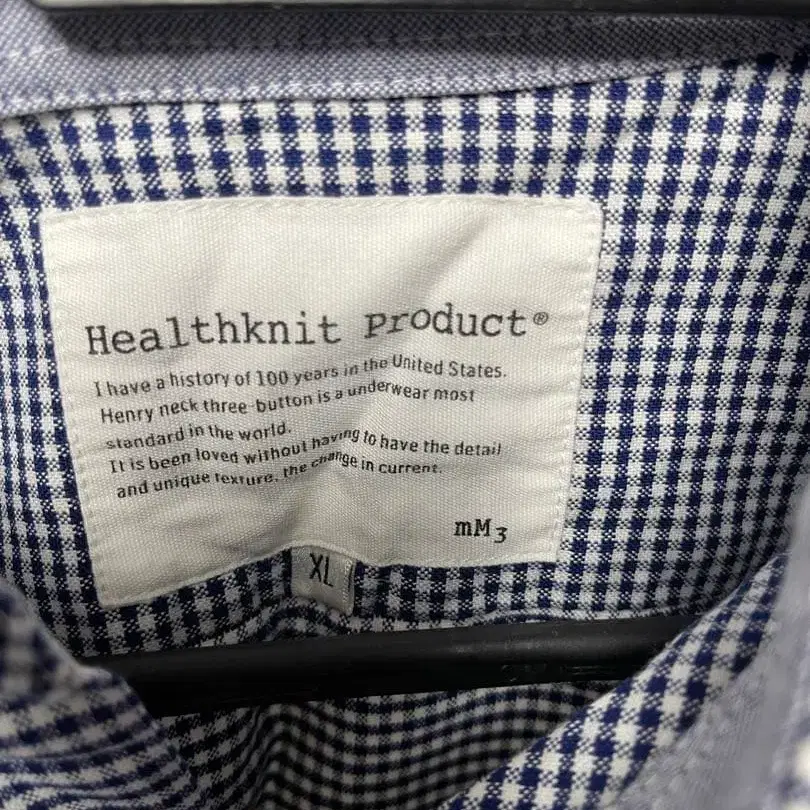 Healthknit Product®
I have a history of 100 years in the United States.
Henry neck three-button is a underwear most
standard in the world.
It is been loved without having to have the detail
and unique texture, the change in current.
mM3
XL